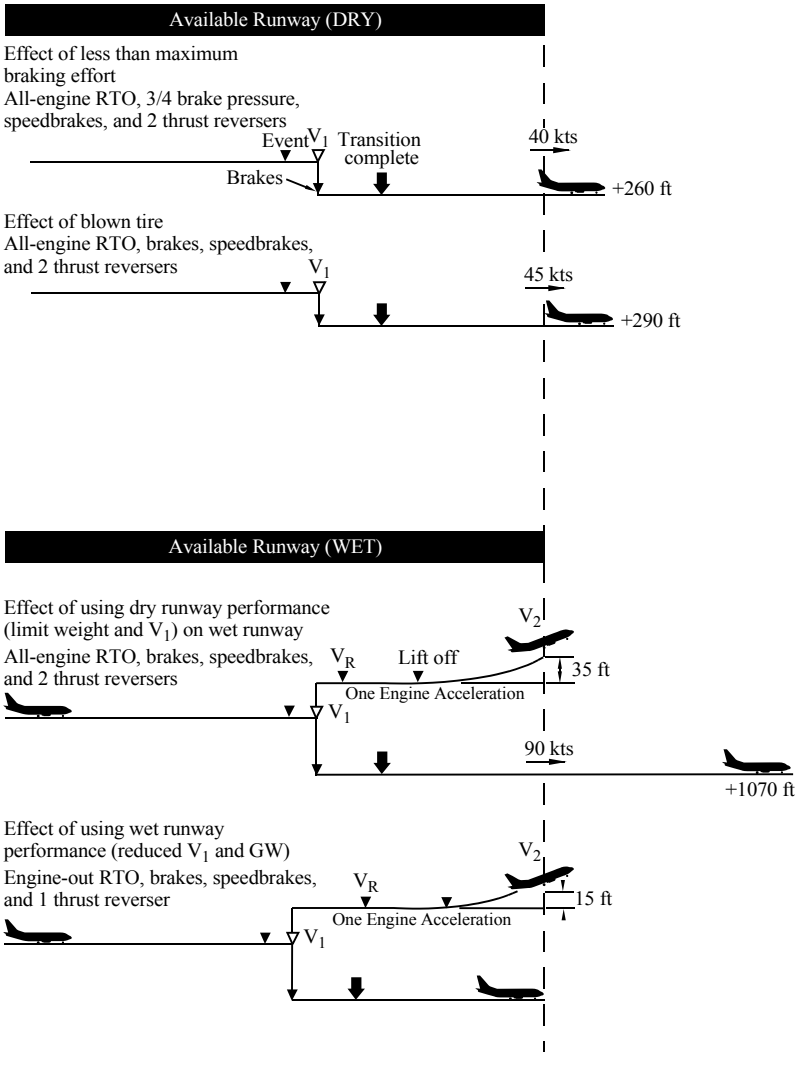 Available Runway (DRY)
Effect of less than maximum
braking effort
All-engine RTO, 3/4 brake pressure,
speedbrakes, and 2 thrust reversers
Event
V1
Transition
complete
40 kts
Brakes
+260 ft
Effect of blown tire
All-engine RTO, brakes, speedbrakes,
and 2 thrust reversers
V1
45 kts
+290 ft
Available Runway (WET)
Effect of using dry runway performance
(limit weight and V1) on wet runway
All-engine RTO, brakes, speedbrakes,
and 2 thrust reversers
VR
Lift off
V2
35 ft
One Engine Acceleration
V1
90 kts
+1070 ft
Effect of using wet runway
performance (reduced V1 and GW)
Engine-out RTO, brakes, speedbrakes,
and 1 thrust reverser
VR
V2
15 ft
One Engine Acceleration
V1